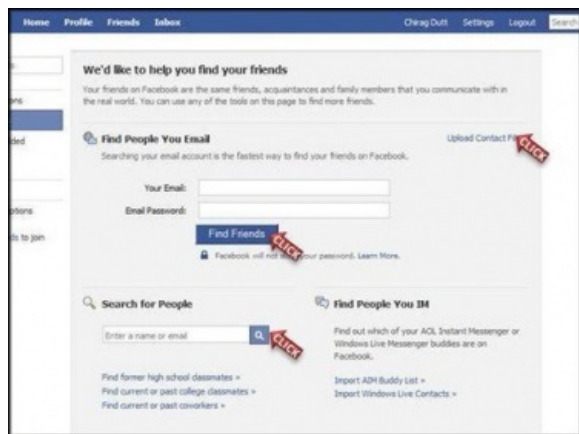 Home Profile Friends Inbox Chirag Dutt Settings Logout Search
We'd like to help you find your friends
Your friends on Facebook are the same friends, acquaintances and family members that you communicate with in
the real world. You can use any of the tools on this page to find more friends.
Find People You Email
Upload Contact
CLICK
Searching your email account is the fastest way to find your friends on Facebook.
Your Email:
Email Password:
Find Friends
CLICK
Facebook will not your password. Learn More.
Search for People
Enter a name or email
CLICK
Find former high school classmates »
Find current or past college classmates »
Find current or past coworkers »
Find People You IM
Find out which of your AOL Instant Messenger or
Windows Live Messenger buddies are on
Facebook.
Import AIM Buddy List »
Import Windows Live Contacts »
ons
ded
ptions
ds to join